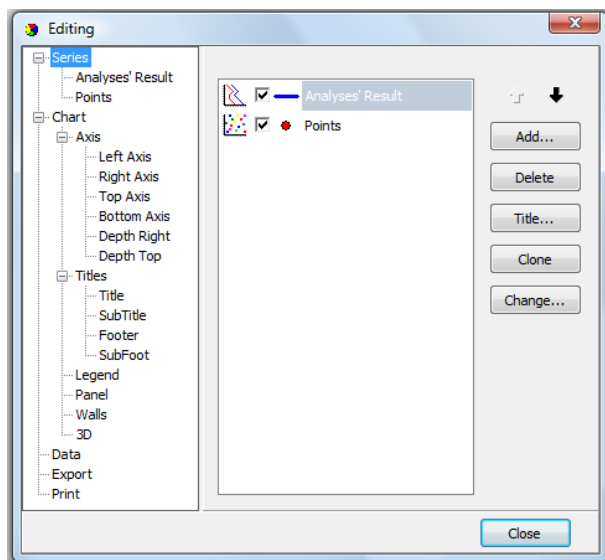 Editing
Series
Analyses' Result
Points
Chart
Axis
Left Axis
Right Axis
Top Axis
Bottom Axis
Depth Right
Depth Top
Titles
Title
SubTitle
Footer
SubFoot
Legend
Panel
Walls
3D
Data
Export
Print
Analyses' Result
Points
Add...
Delete
Title...
Clone
Change...
Close